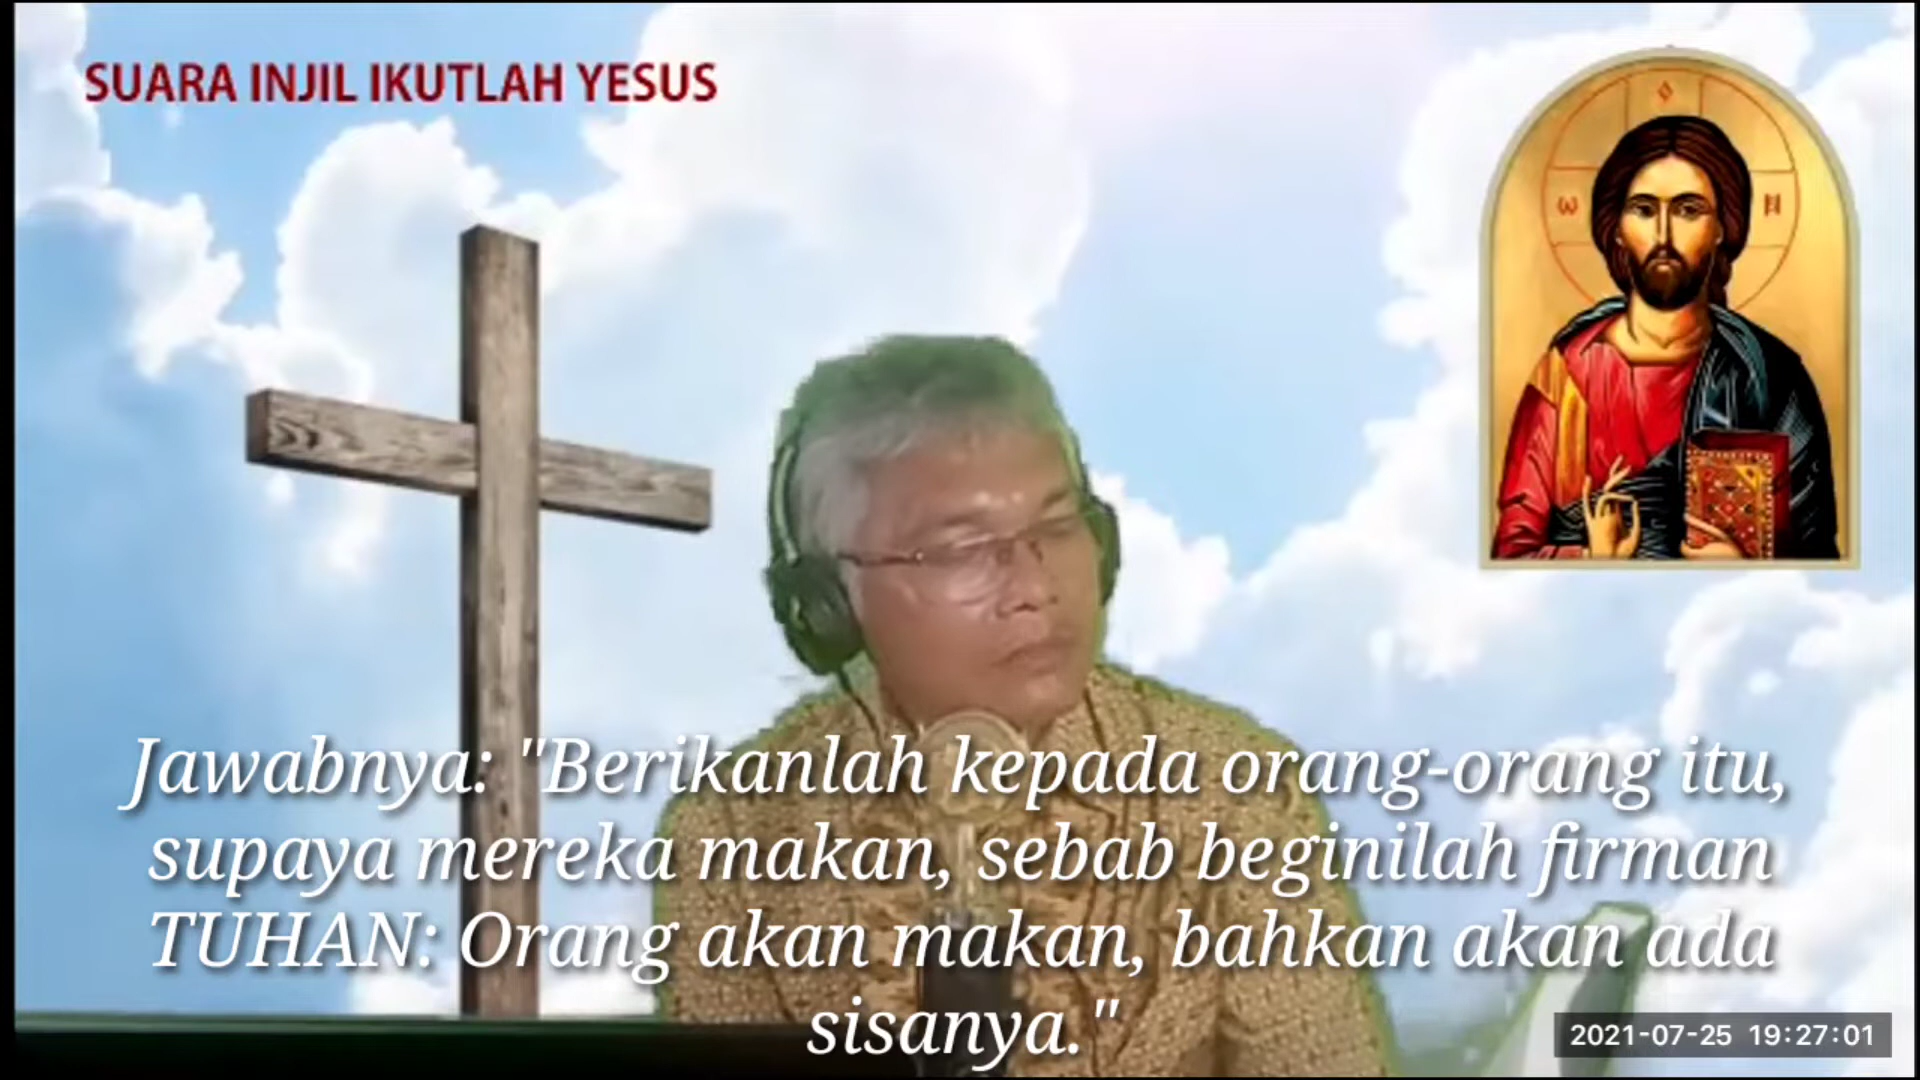 SUARA INJIL IKUTLAH YESUS
ω
Jawabnya: "Berikanlah kepada orang-orang itu,
supaya mereka makan, sebab beginilah firman
TUHAN: Orang akan makan, bahkan akan ada
sisanya."
2021-07-25 19:27:01